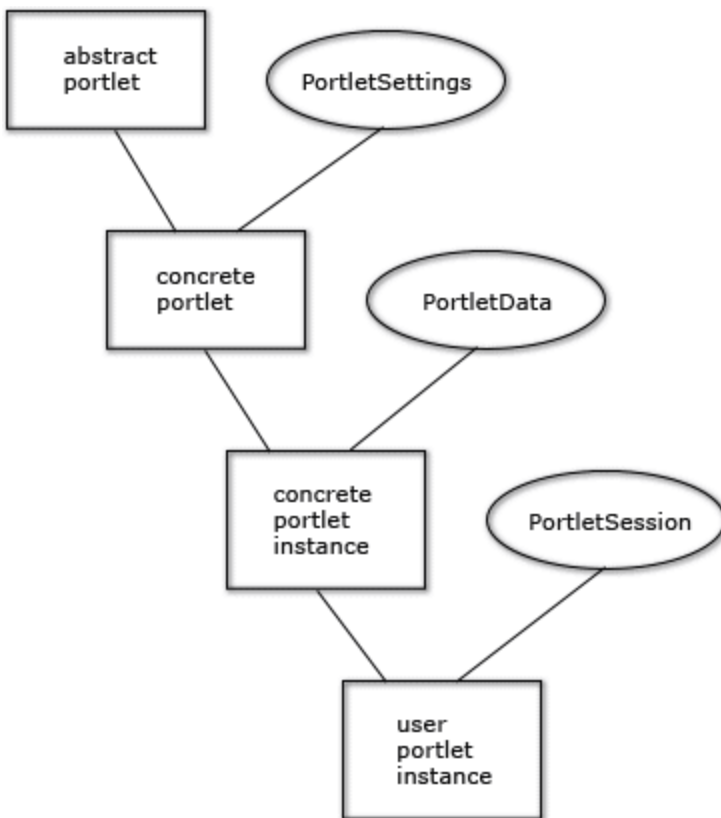 abstract
portlet
PortletSettings
concrete
portlet
PortletData
concrete
portlet
instance
PortletSession
user
portlet
instance